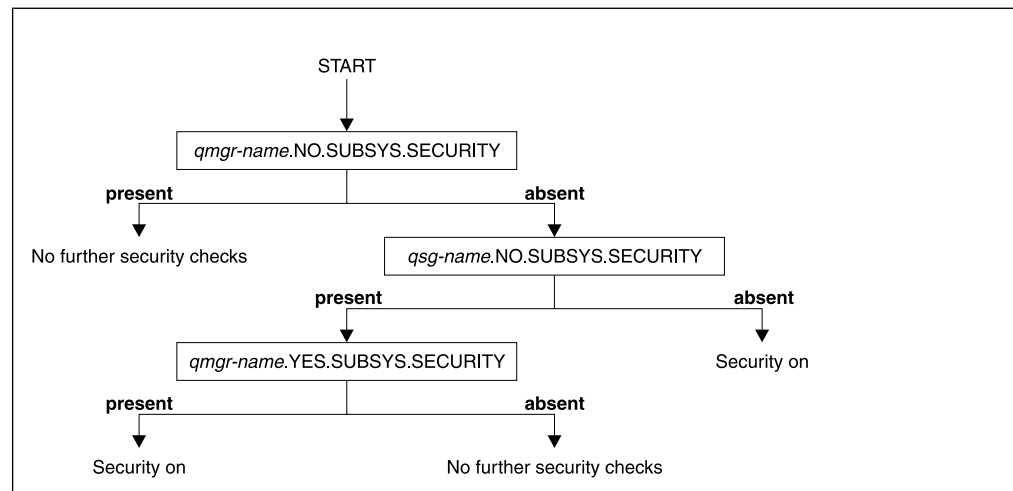 START
qmgr-name.NO.SUBSYS.SECURITY
present
absent
No further security checks
qsg-name.NO.SUBSYS.SECURITY
present
absent
qmgr-name.YES.SUBSYS.SECURITY
Security on
present
absent
Security on
No further security checks